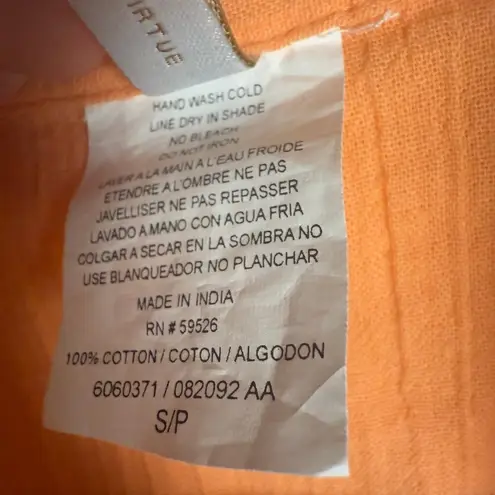 IRTUE
HAND WASH COLD
LINE DRY IN SHADE
NO BLEACH
DO NOT IRON
LAVER A LA MAIN A L'EAU FROIDE
ETENDRE A L'OMBRE NE PAS
JAVELLISER NE PAS REPASSER
LAVADO A MANO CON AGUA FRIA
COLGAR A SECAR EN LA SOMBRA NO
USE BLANQUEADOR NO PLANCHAR
MADE IN INDIA
RN # 59526
100% COTTON / COTON / ALGODON
6060371 / 082092 AA
S/P